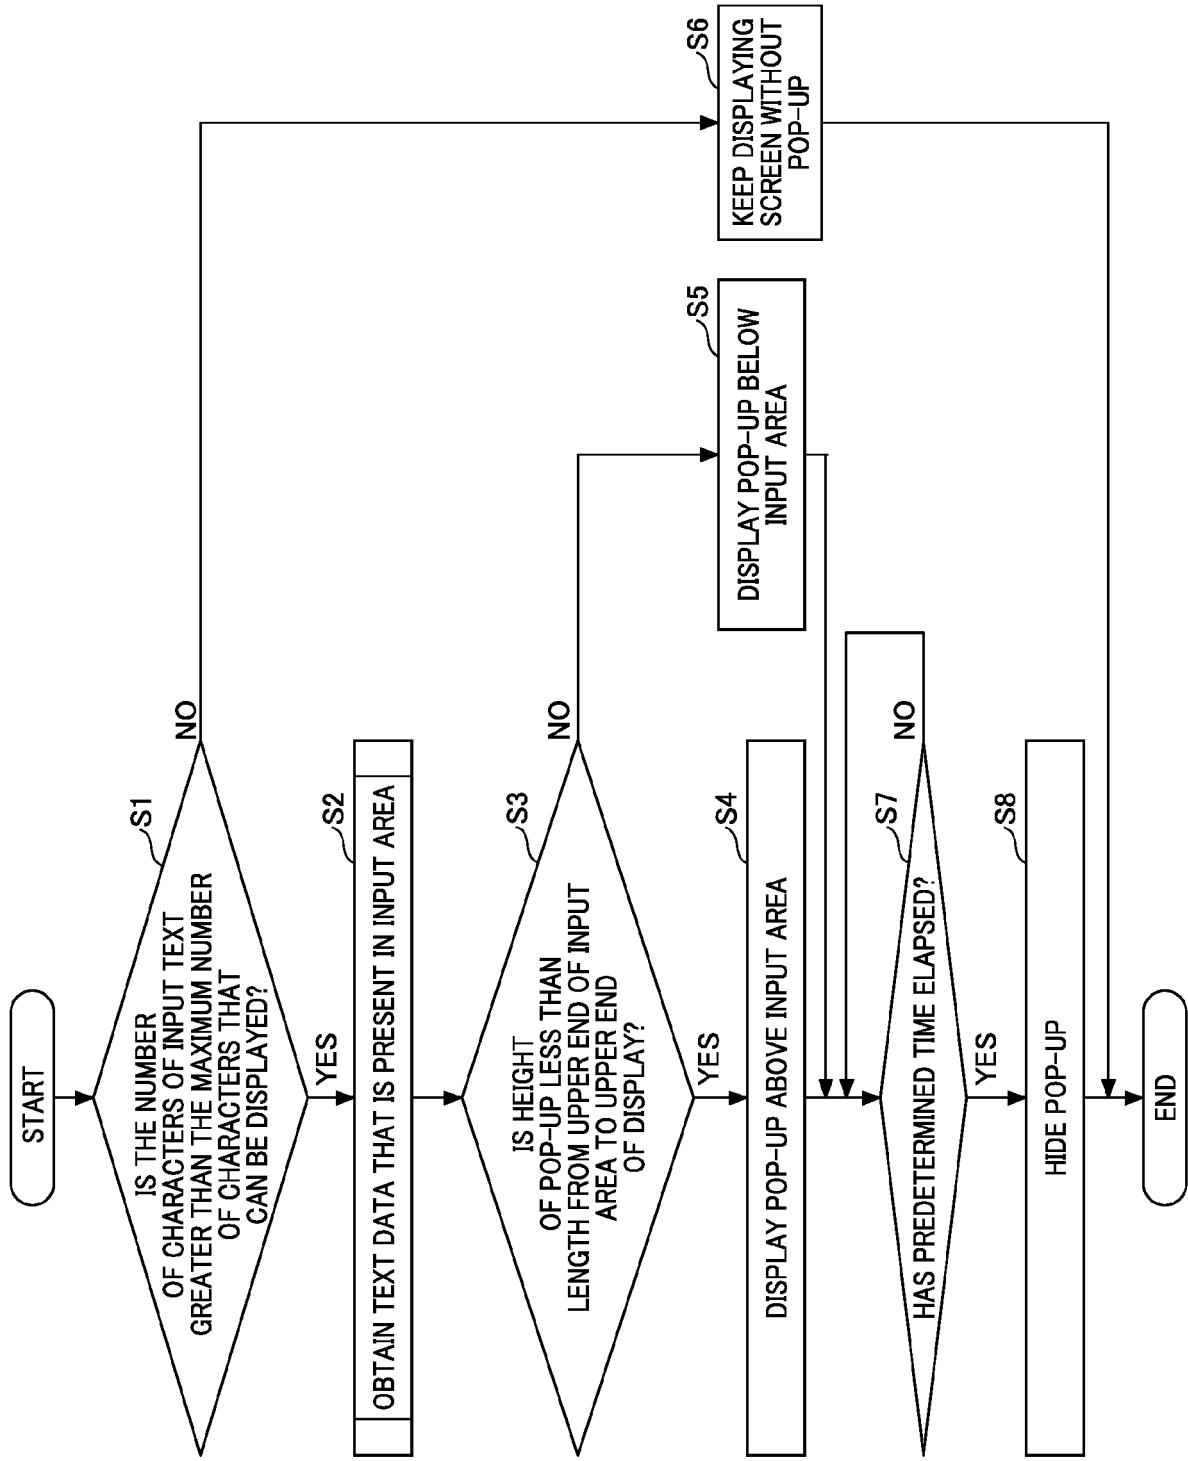 START
S1
IS THE NUMBER
OF CHARACTERS OF INPUT TEXT
GREATER THAN THE MAXIMUM NUMBER
OF CHARACTERS THAT
CAN BE DISPLAYED?
NO
YES
S2
OBTAIN TEXT DATA THAT IS PRESENT IN INPUT AREA
S3
IS HEIGHT
OF POP-UP LESS THAN
LENGTH FROM UPPER END OF INPUT
AREA TO UPPER END
OF DISPLAY?
NO
YES
S4
DISPLAY POP-UP ABOVE INPUT AREA
S5
DISPLAY POP-UP BELOW
INPUT AREA
S6
KEEP DISPLAYING
SCREEN WITHOUT
POP-UP
S7
HAS PREDETERMINED TIME ELAPSED?
NO
YES
S8
HIDE POP-UP
END